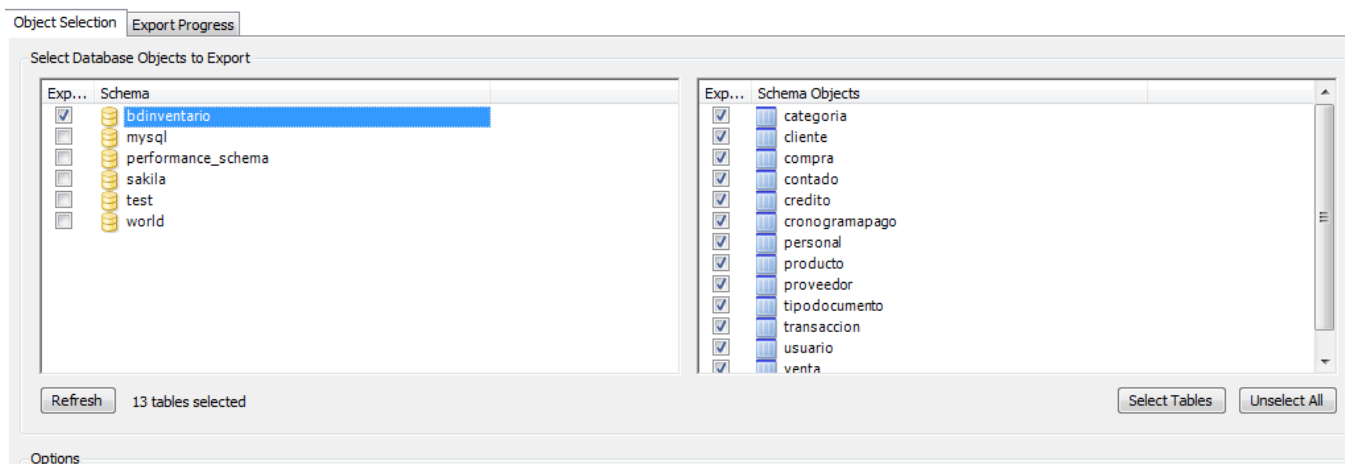 Object Selection Export Progress
Select Database Objects to Export
Exp... Schema
bdinventario
mysql
performance_schema
sakila
test
world
Exp... Schema Objects
categoria
cliente
compra
contado
credito
cronogramapago
personal
producto
proveedor
tipodocumento
transaccion
usuario
venta
Refresh 13 tables selected Select Tables Unselect All
Options